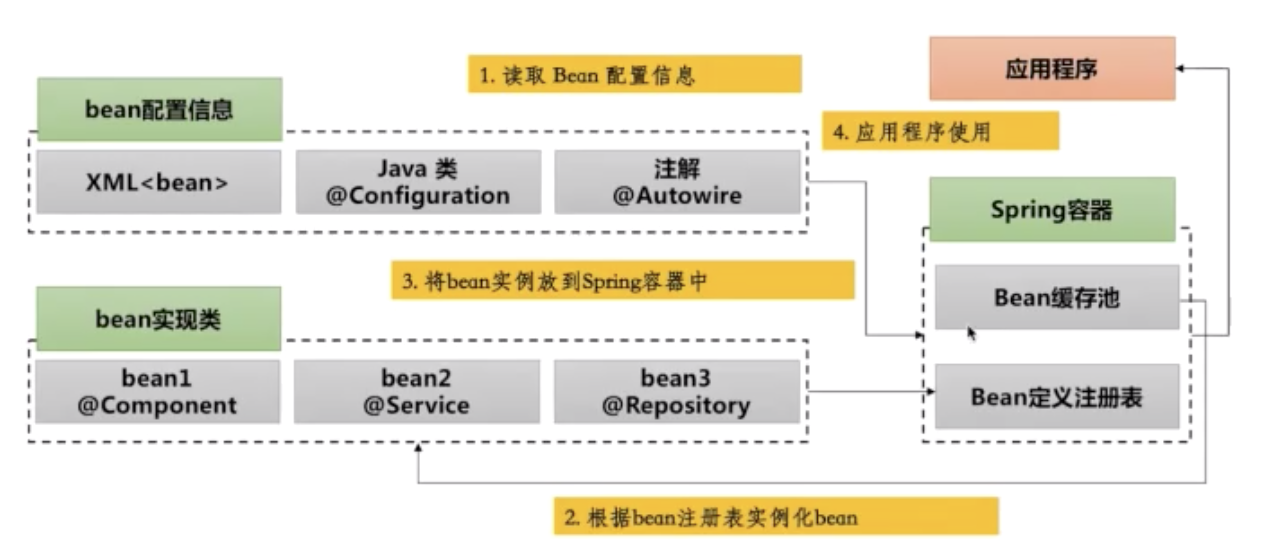 1. 读取 Bean 配置信息
应用程序
bean配置信息
4. 应用程序使用
XML<bean>
Java 类
@Configuration
注解
@Autowire
Spring容器
3. 将bean实例放到Spring容器中
Bean缓存池
bean实现类
bean1
@Component
bean2
@Service
bean3
@Repository
Bean定义注册表
2. 根据bean注册表实例化bean